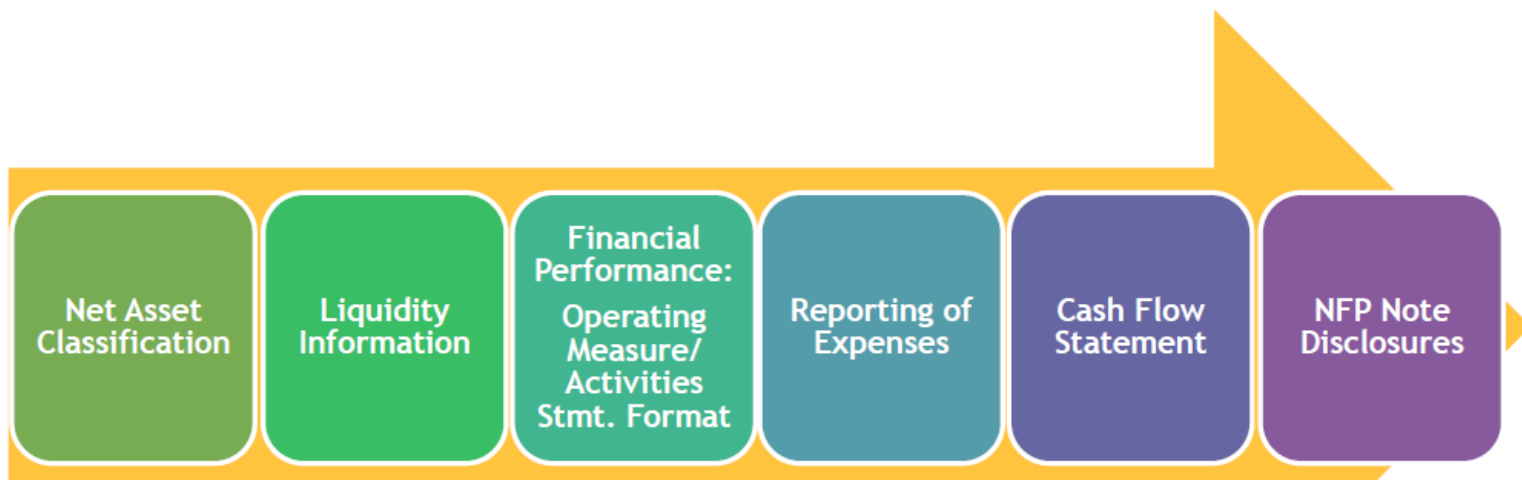 Net Asset
Classification
Liquidity
Information
Financial
Performance:
Operating
Measure/
Activities
Stmt. Format
Reporting of
Expenses
Cash Flow
Statement
NFP Note
Disclosures